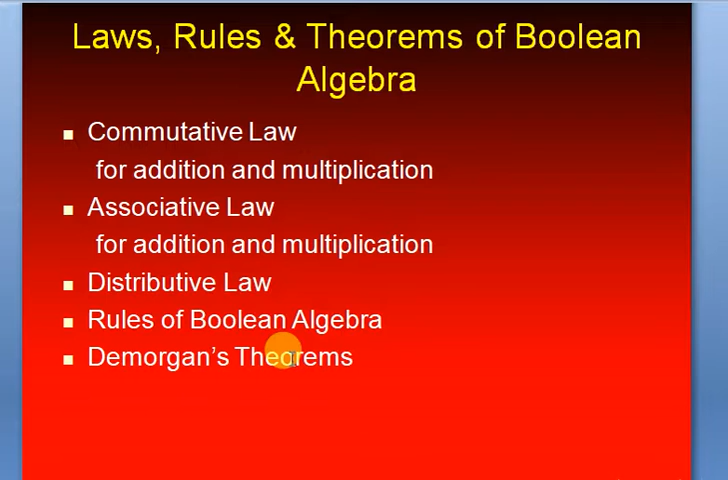 Laws, Rules & Theorems of Boolean
Algebra
Commutative Law
for addition and multiplication
Associative Law
for addition and multiplication
Distributive Law
Rules of Boolean Algebra
Demorgan's Theorems